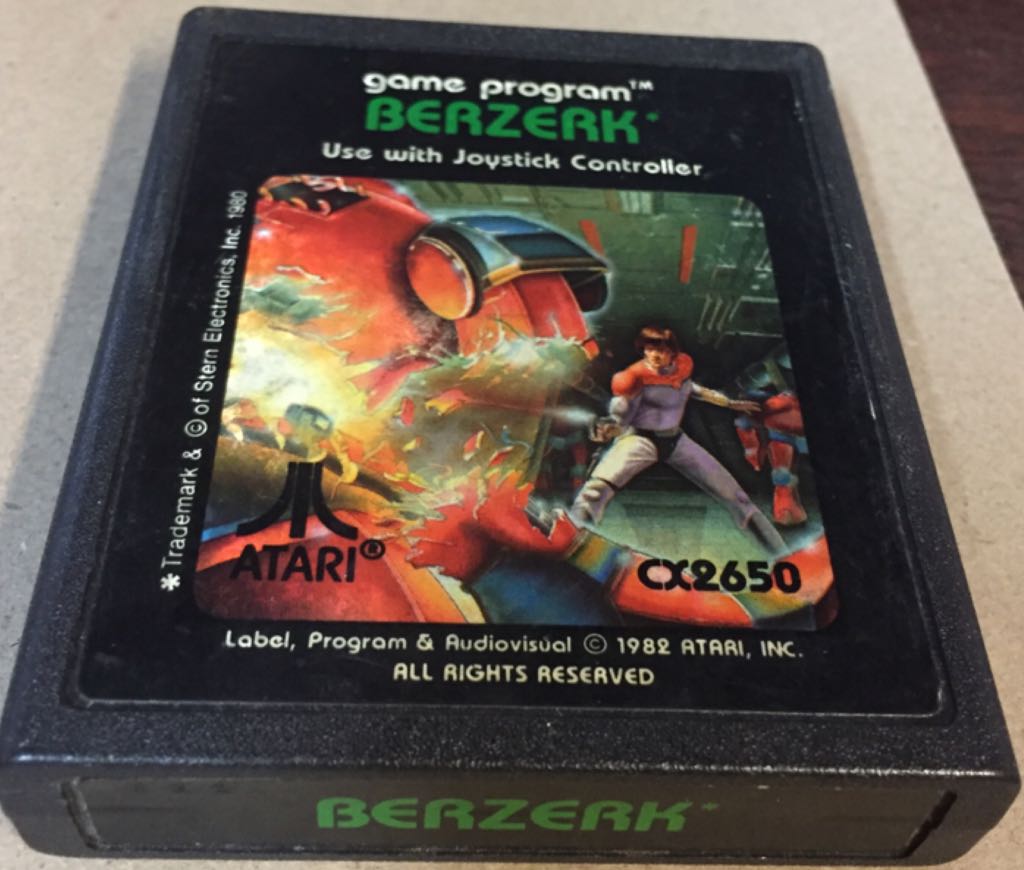 game program™
BERZERK*
Use with Joystick Controller
*Trademark & © of Stern Electronics, Inc. 1980
ATARI®
CX2650
Label, Program & Audiovisual © 1982 ATARI, INC.
ALL RIGHTS RESERVED
BERZERK*